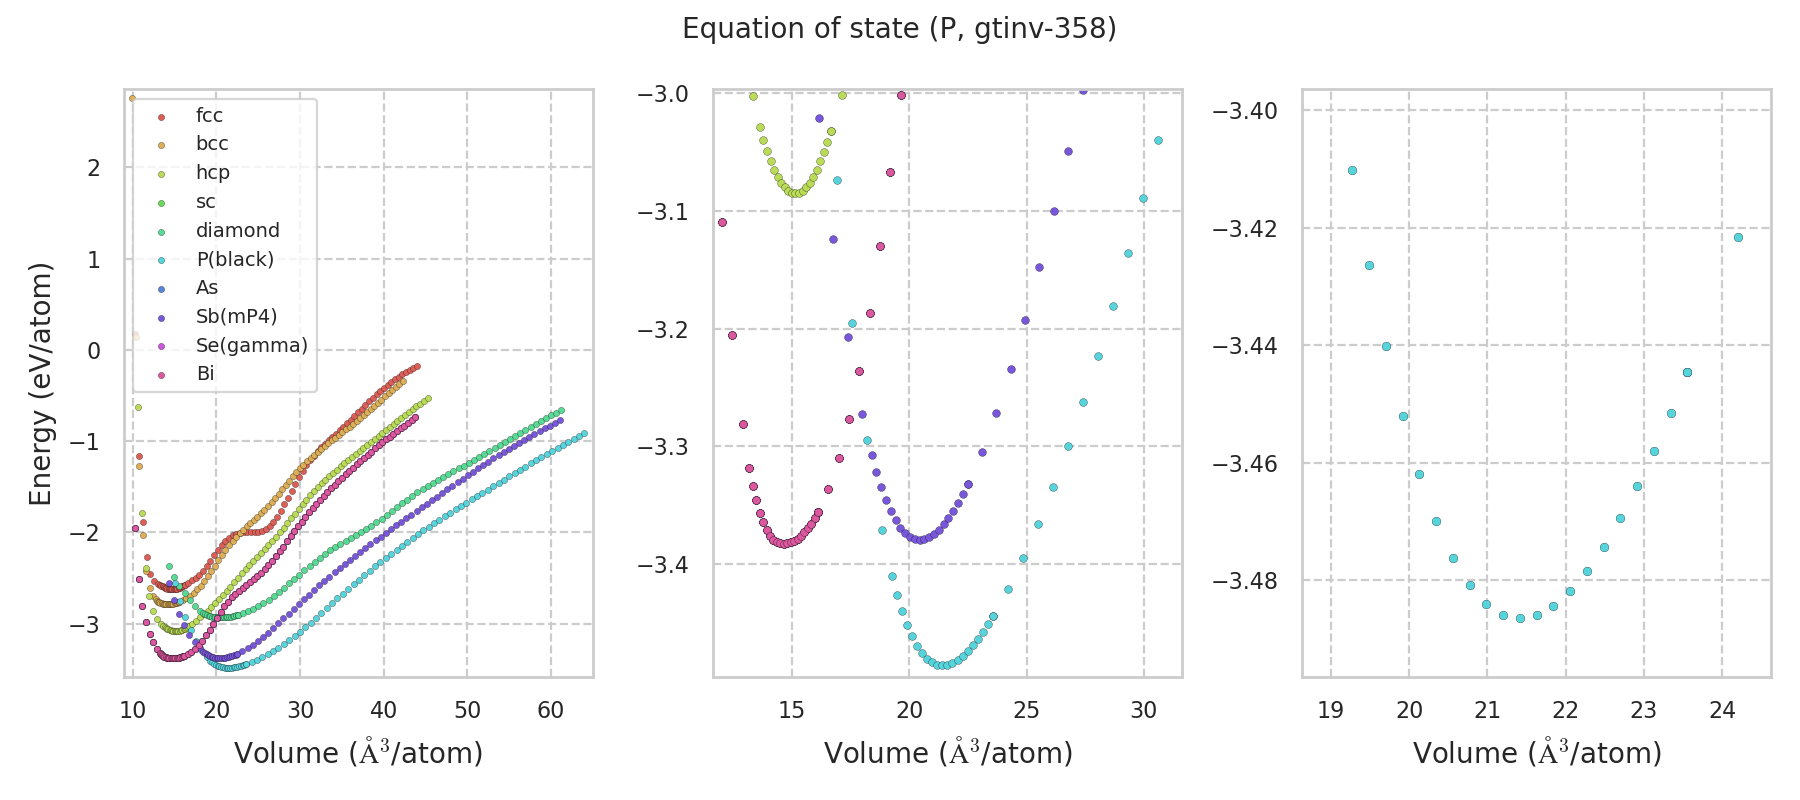 Equation of state (P, gtinv-358)
Energy (eV/atom)
2
1
0
−1
−2
−3
fcc
bcc
hcp
sc
diamond
P(black)
As
Sb(mP4)
Se(gamma)
Bi
10 20 30 40 50 60
Volume (Å³/atom)
−3.0
−3.1
−3.2
−3.3
−3.4
15 20 25 30
Volume (Å³/atom)
−3.40
−3.42
−3.44
−3.46
−3.48
19 20 21 22 23 24
Volume (Å³/atom)